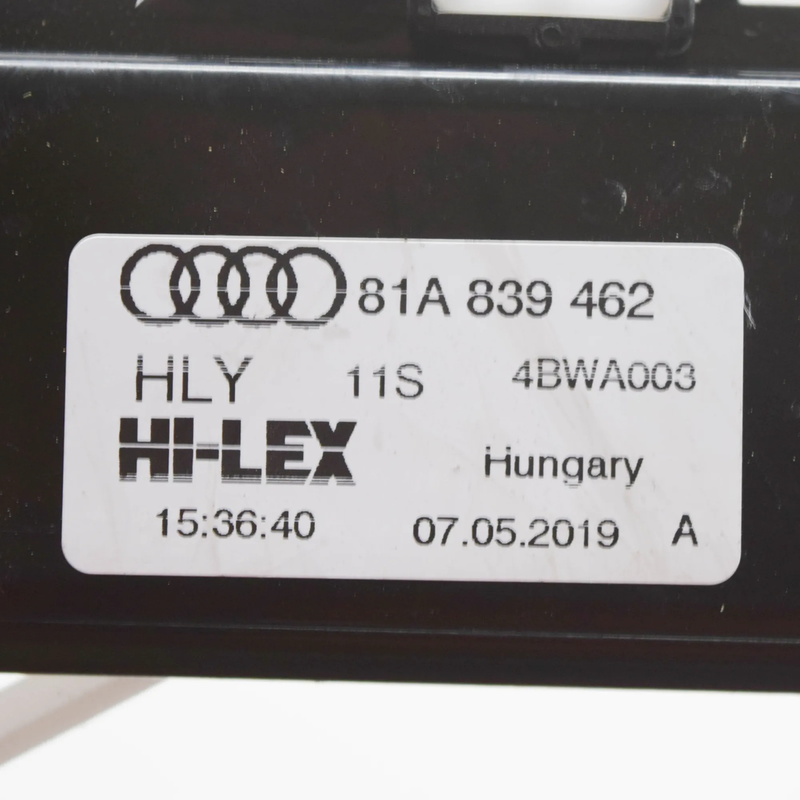 81A 839 462
HLY 11S 4BWA003
HI-LEX Hungary
15:36:40 07.05.2019 A